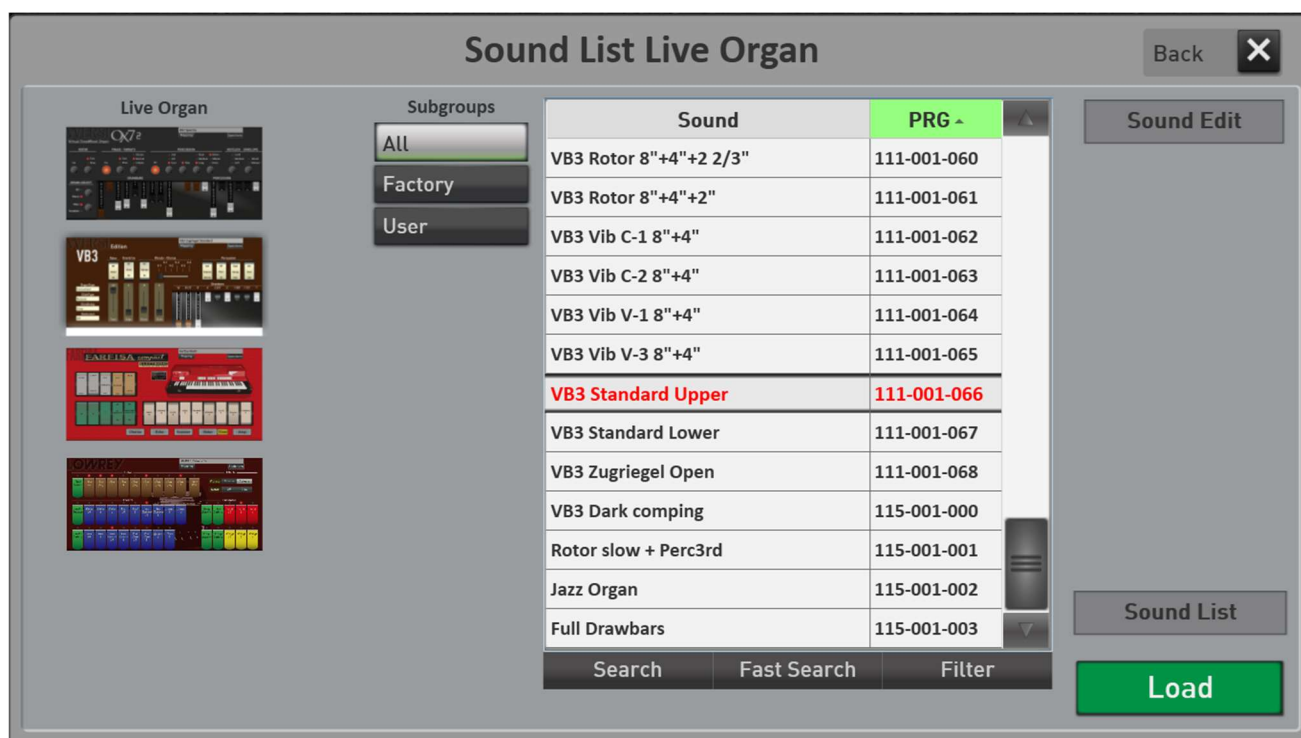 Sound List Live Organ
Back
Live Organ
Subgroups
All
Factory
User
Sound PRG
VB3 Rotor 8"+4"+2 2/3" 111-001-060
VB3 Rotor 8"+4"+2" 111-001-061
VB3 Vib C-1 8"+4" 111-001-062
VB3 Vib C-2 8"+4" 111-001-063
VB3 Vib V-1 8"+4" 111-001-064
VB3 Vib V-3 8"+4" 111-001-065
VB3 Standard Upper 111-001-066
VB3 Standard Lower 111-001-067
VB3 Zugriegel Open 111-001-068
VB3 Dark comping 115-001-000
Rotor slow + Perc3rd 115-001-001
Jazz Organ 115-001-002
Full Drawbars 115-001-003
Search Fast Search Filter
Sound Edit
Sound List
Load
VB3
Edition
FARFISA compact